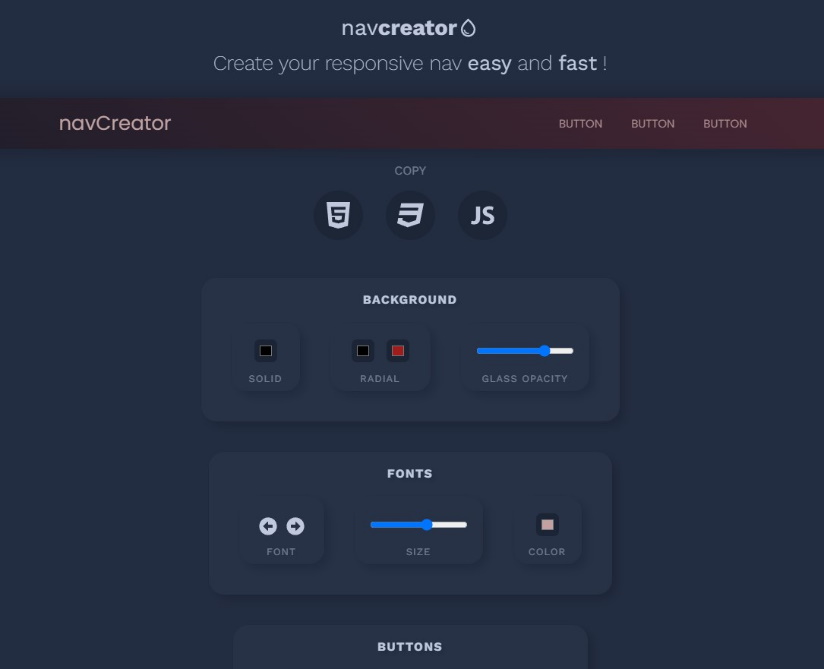 navcreator
Create your responsive nav easy and fast !
navCreator BUTTON BUTTON BUTTON
COPY
5 JS
BACKGROUND
SOLID RADIAL GLASS OPACITY
FONTS
FONT SIZE COLOR
BUTTONS